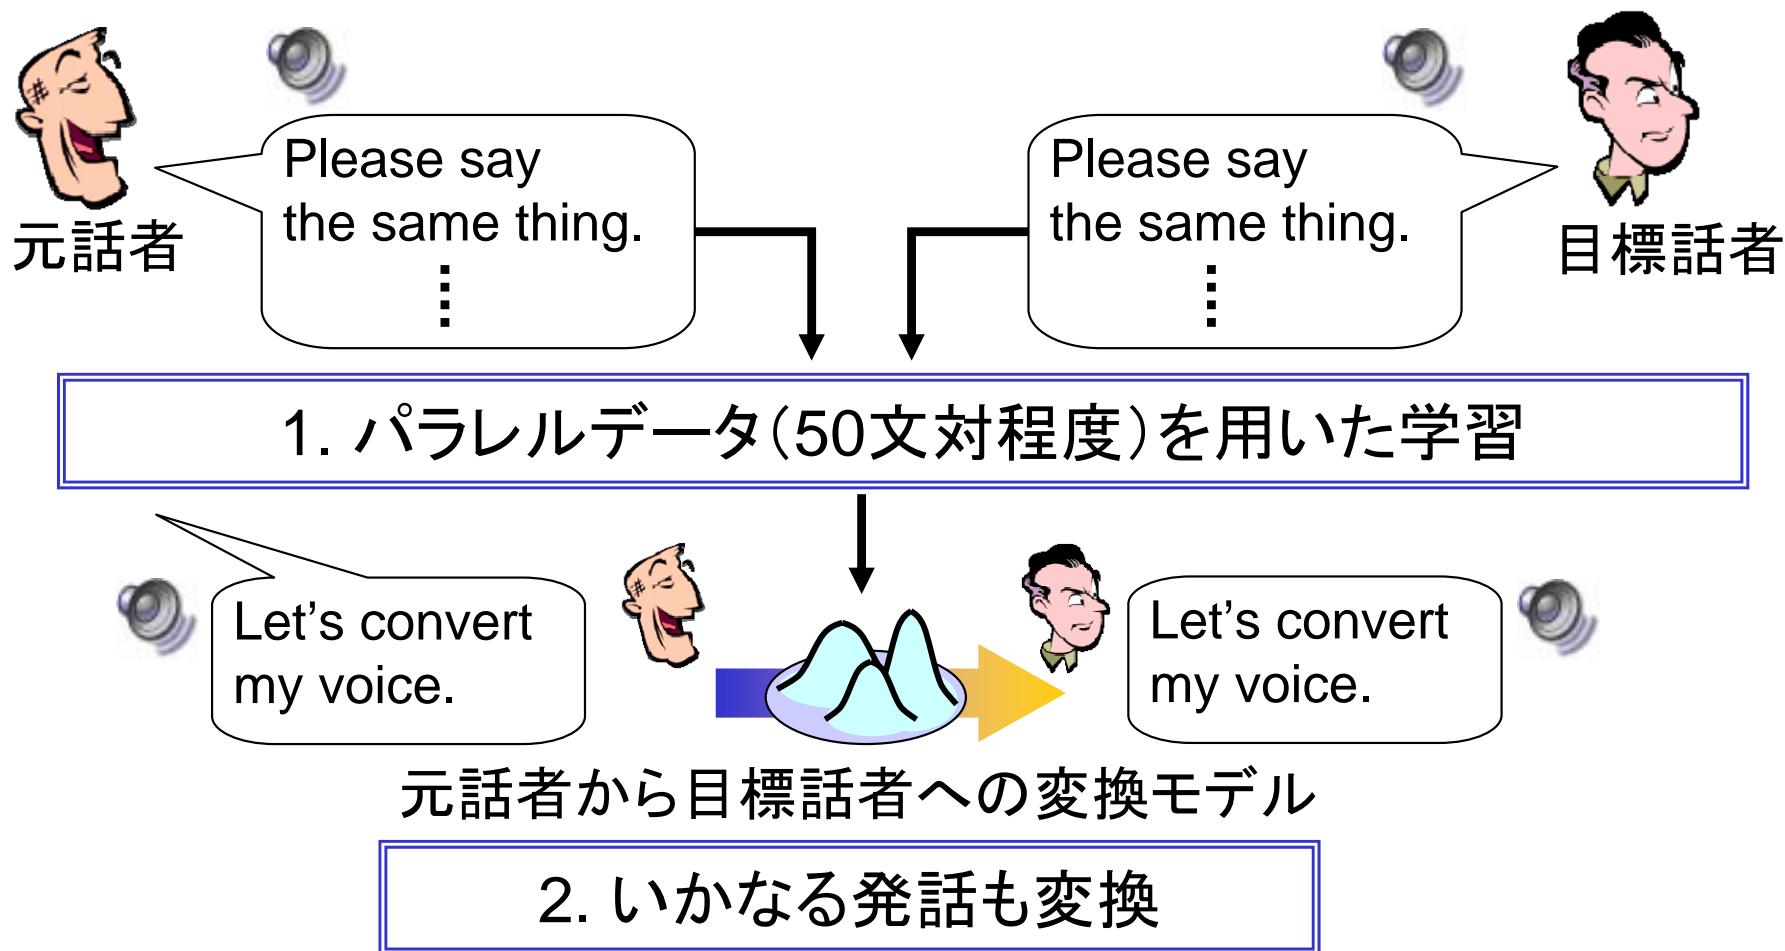 Please say
the same thing.
元話者
Please say
the same thing.
目標話者
1. パラレルデータ(50文対程度)を用いた学習
Let's convert
my voice.
Let's convert
my voice.
元話者から目標話者への変換モデル
2. いかなる発話も変換